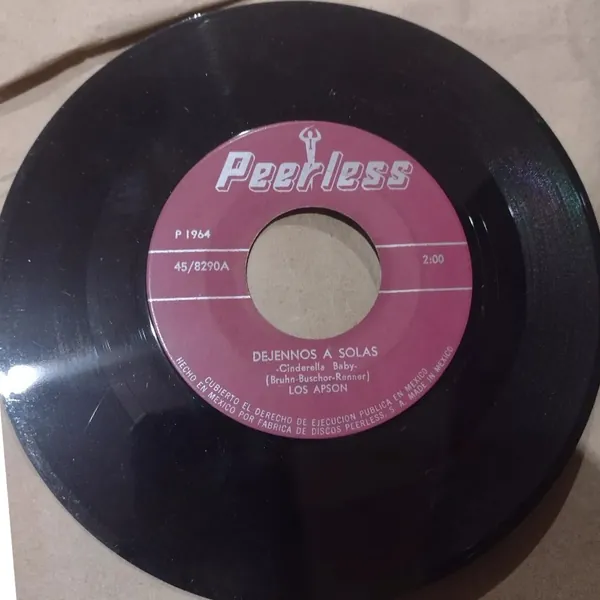 Peerless
P 1964
45/8290A
2:00
DEJENNOS A SOLAS
-Cinderella Baby-
(Bruhn-Buschor-Renner)
LOS APSON
CUBIERTO EL DERECHO DE EJECUCION PUBLICA EN MEXICO
HECHO EN MEXICO POR FABRICA DE DISCOS PEERLESS, S. A. MADE IN MEXICO